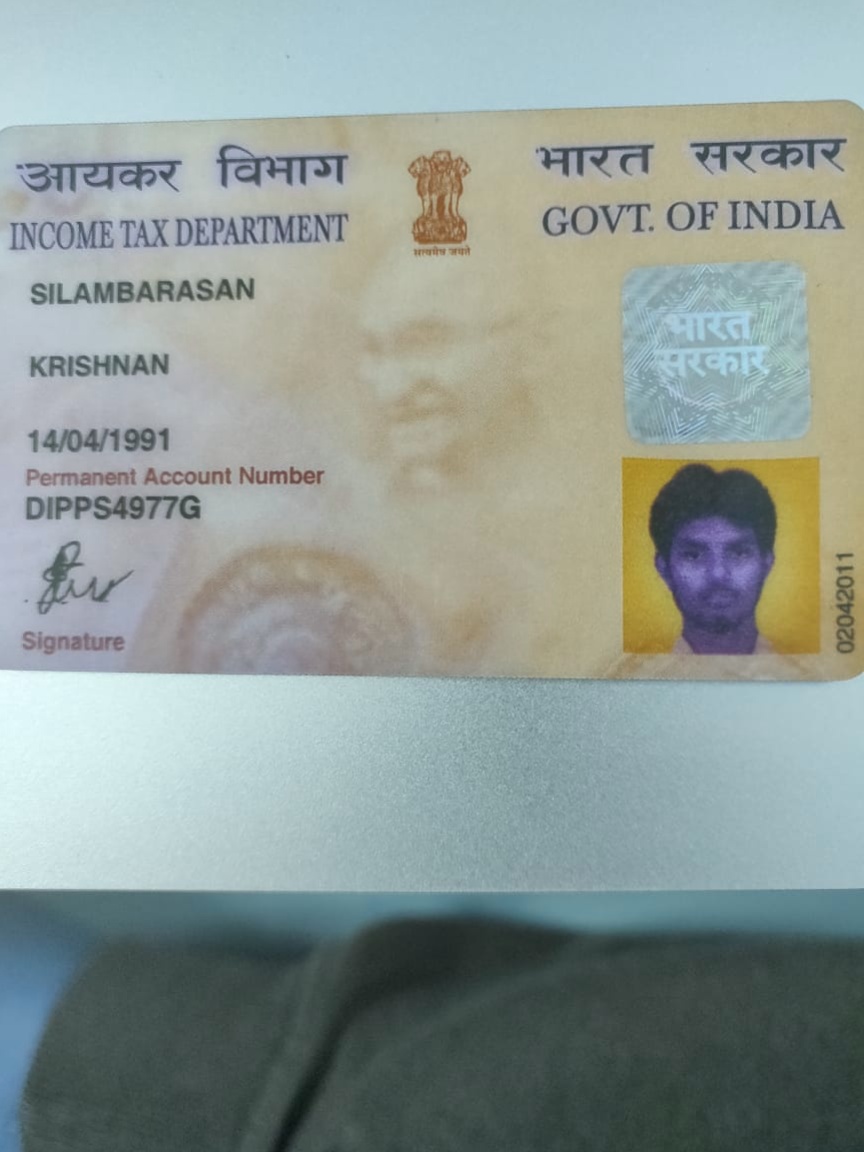 आयकर विभाग
INCOME TAX DEPARTMENT
सत्यमेव जयते
भारत सरकार
GOVT. OF INDIA
SILAMBARASAN
KRISHNAN
14/04/1991
Permanent Account Number
DIPPS4977G
Signature
भारत
सरकार
02042011